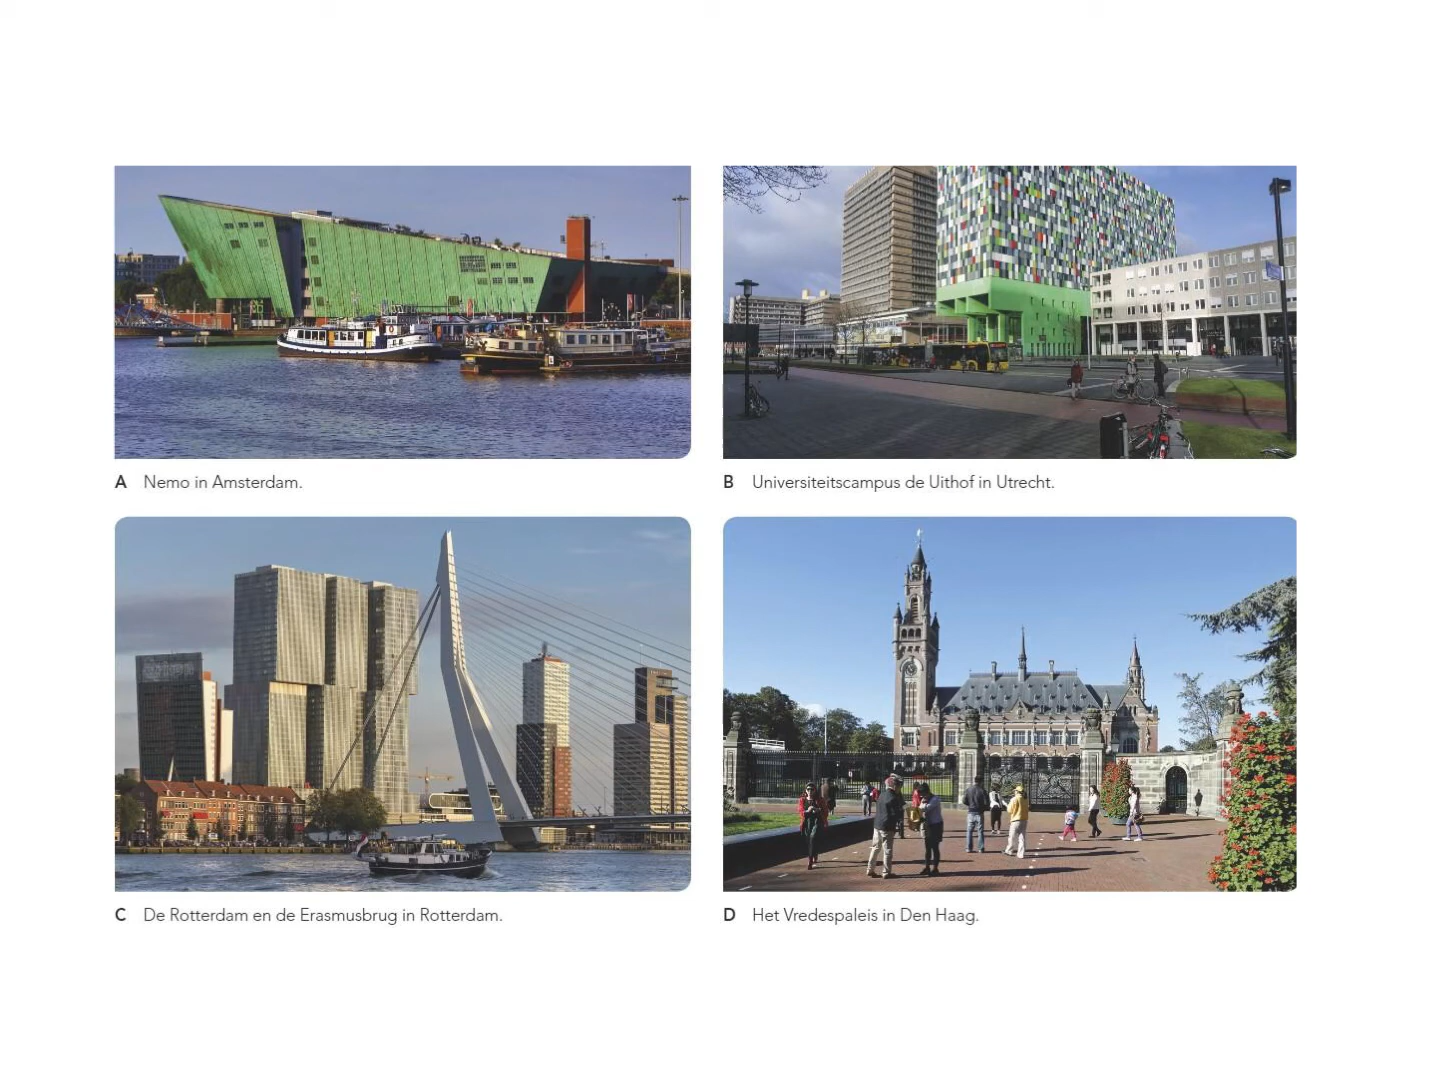 A Nemo in Amsterdam.
B Universiteitscampus de Uithof in Utrecht.
C De Rotterdam en de Erasmusbrug in Rotterdam.
D Het Vredespaleis in Den Haag.